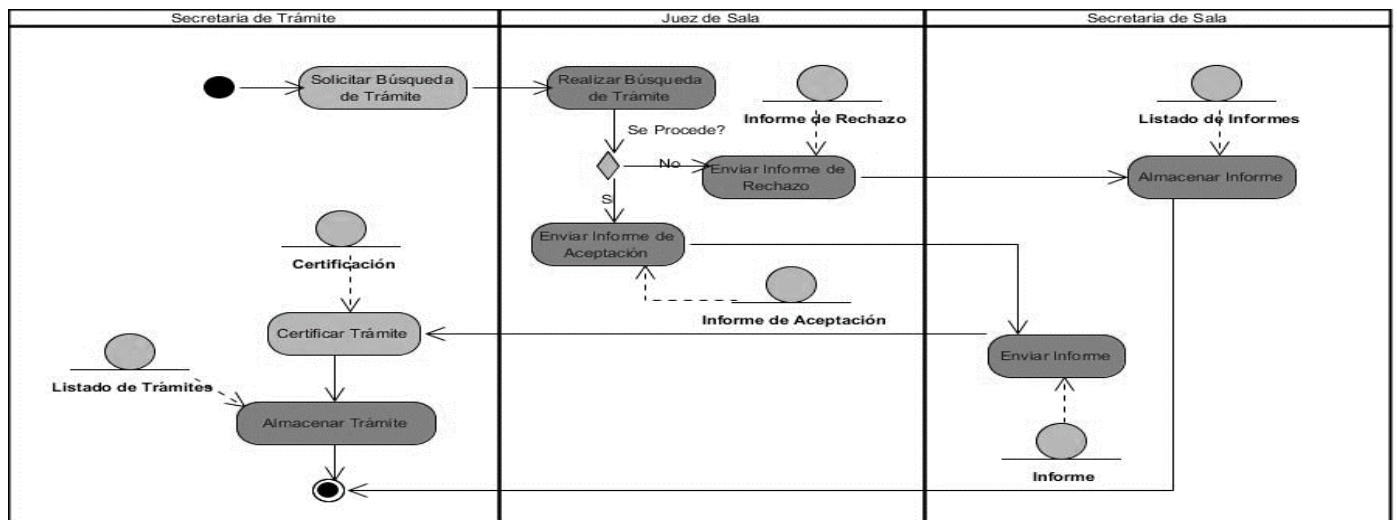 Secretaria de Trámite
Juez de Sala
Secretaria de Sala
Solicitar Búsqueda
de Trámite
Realizar Búsqueda
de Trámite
Informe de Rechazo
Listado de Informes
Se Procede?
No
Enviar Informe de
Rechazo
Almacenar Informe
Si
Enviar Informe de
Aceptación
Certificación
Informe de Aceptación
Certificar Trámite
Enviar Informe
Listado de Trámites
Almacenar Trámite
Informe